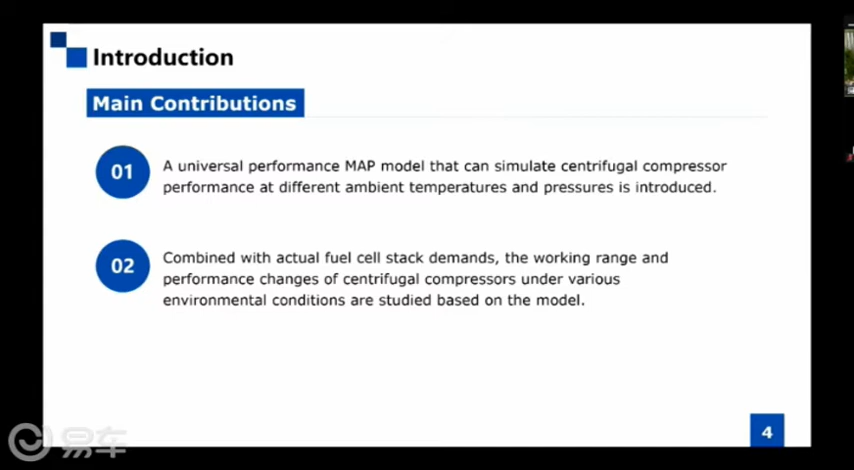 Introduction
Main Contributions
01
A universal performance MAP model that can simulate centrifugal compressor
performance at different ambient temperatures and pressures is introduced.
02
Combined with actual fuel cell stack demands, the working range and
performance changes of centrifugal compressors under various
environmental conditions are studied based on the model.
4
易车